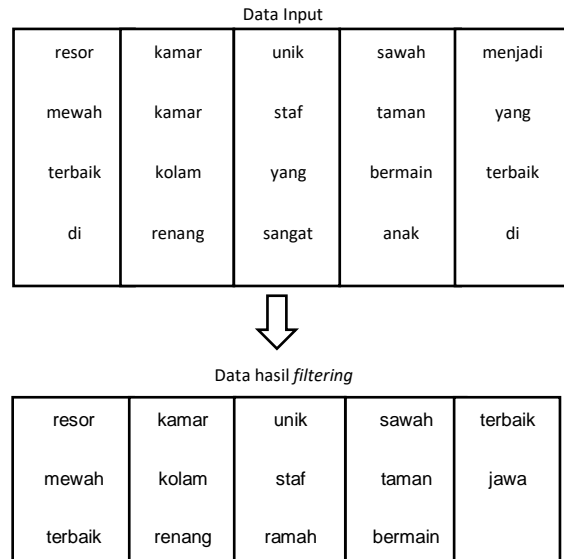 Data Input
resor kamar unik sawah menjadi
mewah kamar staf taman yang
terbaik kolam yang bermain terbaik
di renang sangat anak di
Data hasil filtering
resor kamar unik sawah terbaik
mewah kolam staf taman jawa
terbaik renang ramah bermain